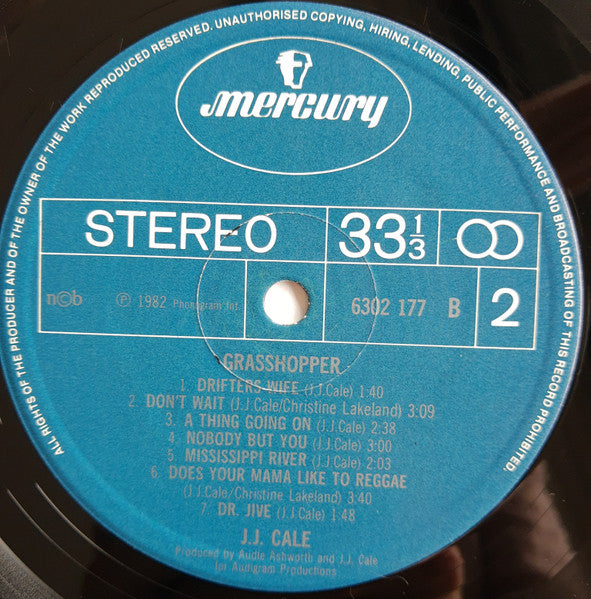 ALL RIGHTS OF THE PRODUCER AND OF THE OWNER OF THE WORK REPRODUCED RESERVED. UNAUTHORISED COPYING, HIRING, LENDING, PUBLIC PERFORMANCE AND BROADCASTING OF THIS RECORD PROHIBITED.
mercury
STEREO 33 1/3
n©b ℗ 1982 Phonogram Int. 6302 177 B 2
GRASSHOPPER
1. DRIFTERS WIFE (J.J.Cale) 1:40
2. DON'T WAIT (J.J.Cale/Christine Lakeland) 3:09
3. A THING GOING ON (J.J.Cale) 2:38
4. NOBODY BUT YOU (J.J.Cale) 3:00
5. MISSISSIPPI RIVER (J.J.Cale) 2:03
6. DOES YOUR MAMA LIKE TO REGGAE
(J.J.Cale/Christine Lakeland) 3:40
7. DR. JIVE (J.J.Cale) 1:48
J.J. CALE
Produced by Audie Ashworth and J.J. Cale
for Audigram Productions